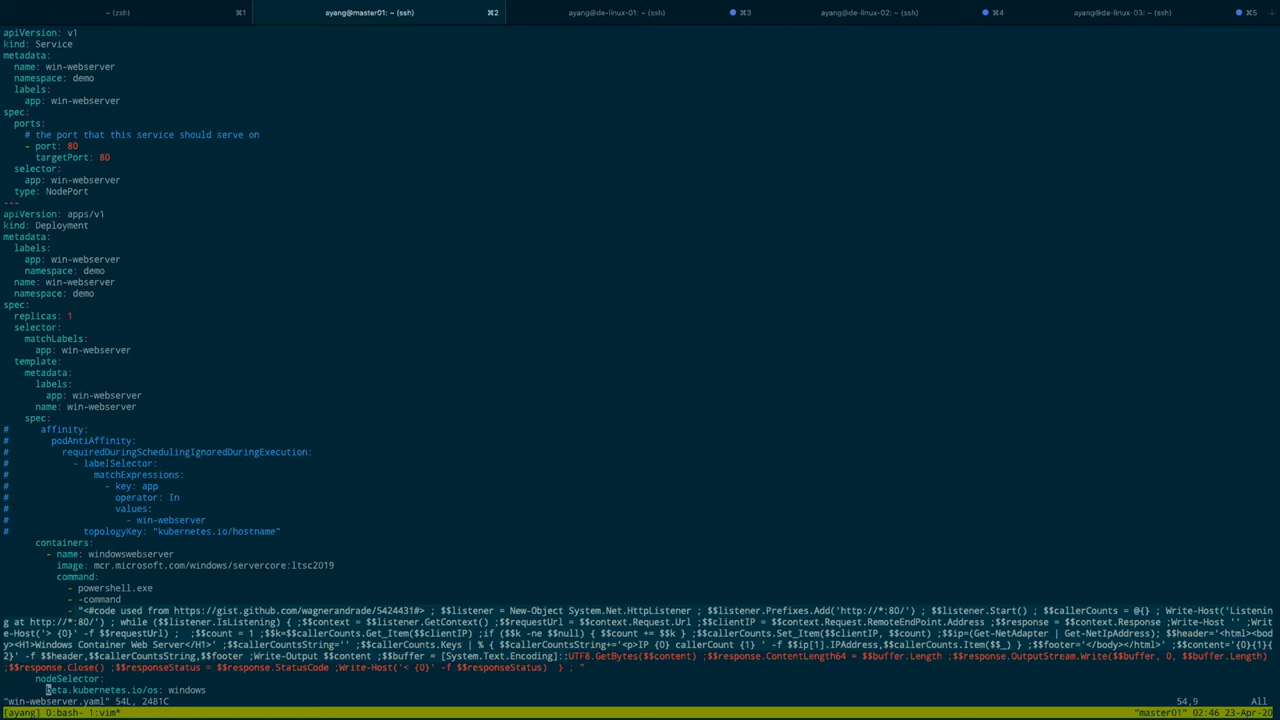 ~ (zsh) ⌘1 ayang@master01: ~ (ssh) ⌘2 ayang@de-linux-01: ~ (ssh) ⌘3 ayang@de-linux-02: ~ (ssh) ⌘4 ayang@de-linux-03: ~ (ssh) ⌘5
apiVersion: v1
kind: Service
metadata:
  name: win-webserver
  namespace: demo
  labels:
    app: win-webserver
spec:
  ports:
    # the port that this service should serve on
    - port: 80
      targetPort: 80
  selector:
    app: win-webserver
  type: NodePort
---
apiVersion: apps/v1
kind: Deployment
metadata:
  labels:
    app: win-webserver
    namespace: demo
  name: win-webserver
  namespace: demo
spec:
  replicas: 1
  selector:
    matchLabels:
      app: win-webserver
  template:
    metadata:
      labels:
        app: win-webserver
      name: win-webserver
    spec:
#      affinity:
#        podAntiAffinity:
#          requiredDuringSchedulingIgnoredDuringExecution:
#            - labelSelector:
#                matchExpressions:
#                  - key: app
#                    operator: In
#                    values:
#                      - win-webserver
#              topologyKey: "kubernetes.io/hostname"
      containers:
        - name: windowswebserver
          image: mcr.microsoft.com/windows/servercore:ltsc2019
          command:
            - powershell.exe
            - -command
            - "<#code used from https://gist.github.com/wagnerandrade/5424431#> ; $$listener = New-Object System.Net.HttpListener ; $$listener.Prefixes.Add('http://*:80/') ; $$listener.Start() ; $$callerCounts = @{} ; Write-Host('Listenin
g at http://*:80/') ; while ($$listener.IsListening) { ;$$context = $$listener.GetContext() ;$$requestUrl = $$context.Request.Url ;$$clientIP = $$context.Request.RemoteEndPoint.Address ;$$response = $$context.Response ;Write-Host '' ;Writ
e-Host('> {0}' -f $$requestUrl) ;  ;$$count = 1 ;$$k=$$callerCounts.Get_Item($$clientIP) ;if ($$k -ne $$null) { $$count += $$k } ;$$callerCounts.Set_Item($$clientIP, $$count) ;$$ip=(Get-NetAdapter | Get-NetIpAddress); $$header='<html><bod
y><H1>Windows Container Web Server</H1>' ;$$callerCountsString='' ;$$callerCounts.Keys | % { $$callerCountsString+='<p>IP {0} callerCount {1} ' -f $$ip[1].IPAddress,$$callerCounts.Item($$_) } ;$$footer='</body></html>' ;$$content='{0}{1}{
2}' -f $$header,$$callerCountsString,$$footer ;Write-Output $$content ;$$buffer = [System.Text.Encoding]::UTF8.GetBytes($$content) ;$$response.ContentLength64 = $$buffer.Length ;$$response.OutputStream.Write($$buffer, 0, $$buffer.Length)
;$$response.Close() ;$$responseStatus = $$response.StatusCode ;Write-Host('< {0}' -f $$responseStatus)  } ; "
      nodeSelector:
        beta.kubernetes.io/os: windows
"win-webserver.yaml" 54L, 2481C 54,9 All
[ayang] 0:bash- 1:vim* "master01" 02:46 23-Apr-20